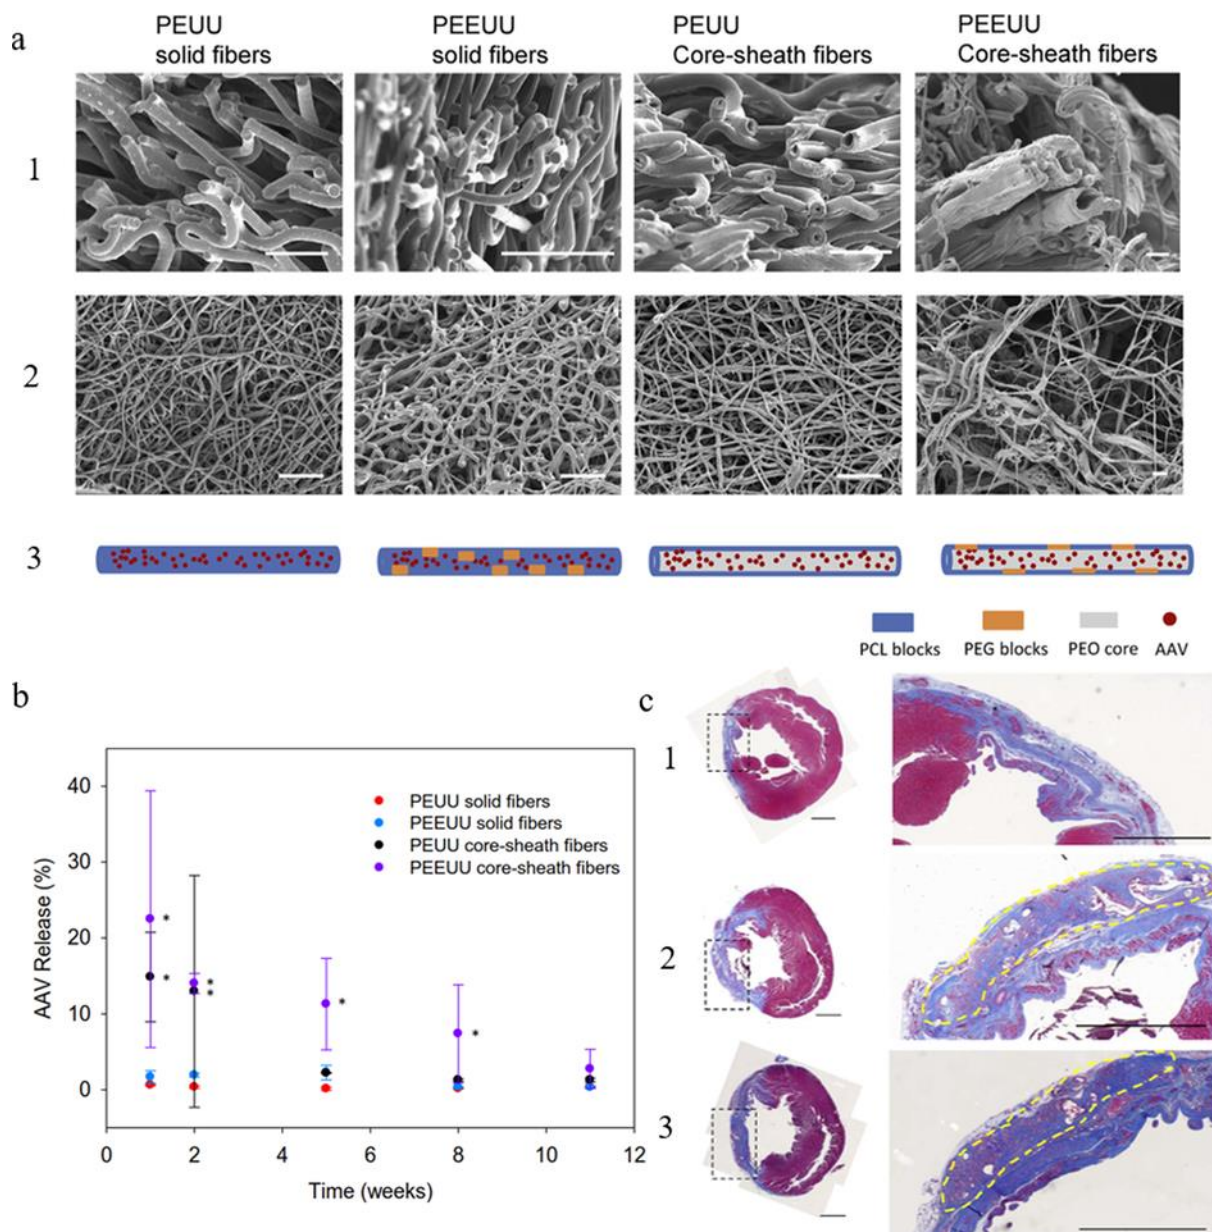 a
PEUU
solid fibers
PEEUU
solid fibers
PEUU
Core-sheath fibers
PEEUU
Core-sheath fibers
1
2
3
PCL blocks
PEG blocks
PEO core
AAV
b
AAV Release (%)
40
30
20
10
0
PEUU solid fibers
PEEUU solid fibers
PEUU core-sheath fibers
PEEUU core-sheath fibers
*
*
*
*
*
*
0
2
4
6
8
10
12
Time (weeks)
c
1
2
3